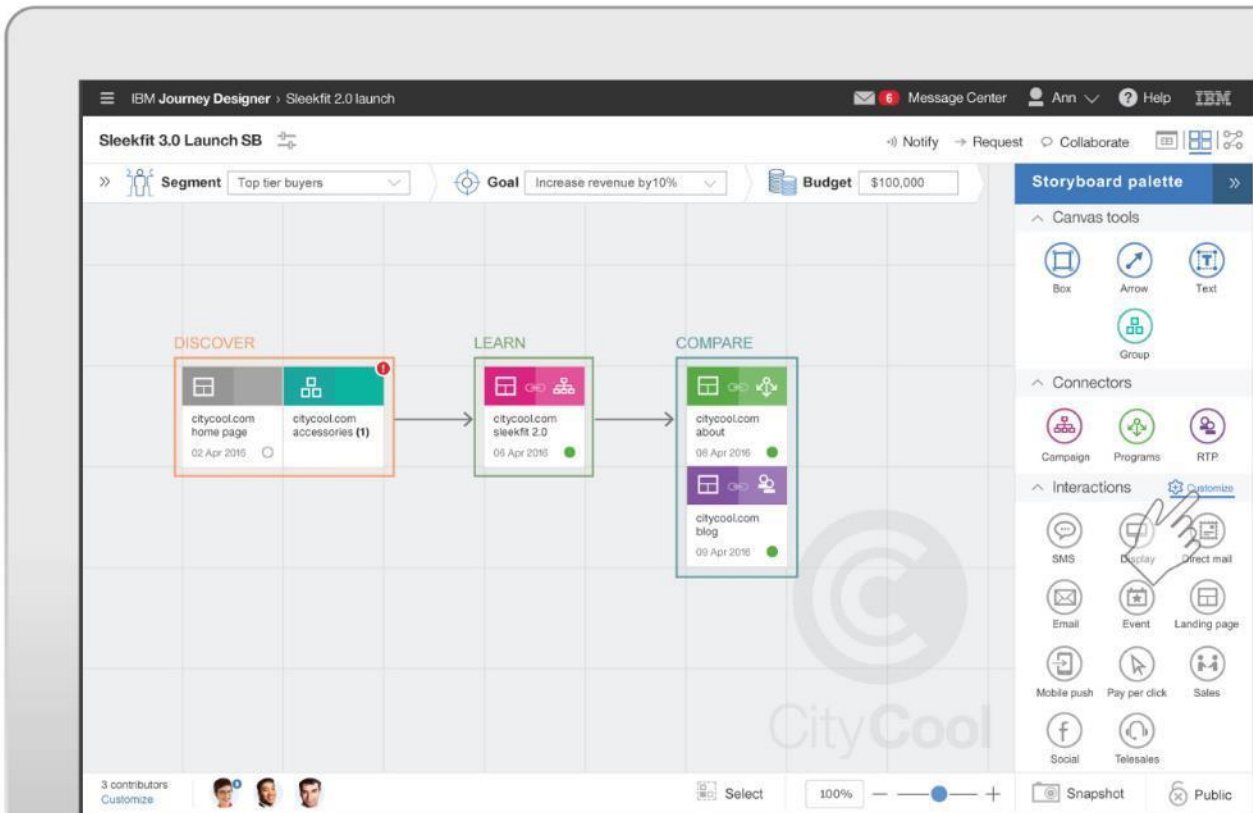 IBM Journey Designer › Sleekfit 2.0 launch
6 Message Center
Ann
? Help
IBM
Sleekfit 3.0 Launch SB
Notify
Request
Collaborate
Segment
Top tier buyers
Goal
Increase revenue by10%
Budget
$100,000
Storyboard palette
Canvas tools
Box
Arrow
T
Text
Group
Connectors
Campaign
Programs
RTP
Interactions
Customize
SMS
Display
Direct mail
Email
Event
Landing page
Mobile push
Pay per click
Sales
f
Social
Telesales
DISCOVER
!
citycool.com
home page
02 Apr 2016
citycool.com
accessories (1)
LEARN
citycool.com
sleekfit 2.0
06 Apr 2016
COMPARE
citycool.com
about
06 Apr 2016
citycool.com
blog
09 Apr 2016
C
CityCool
3 contributors
Customize
Select
100%
Snapshot
Public